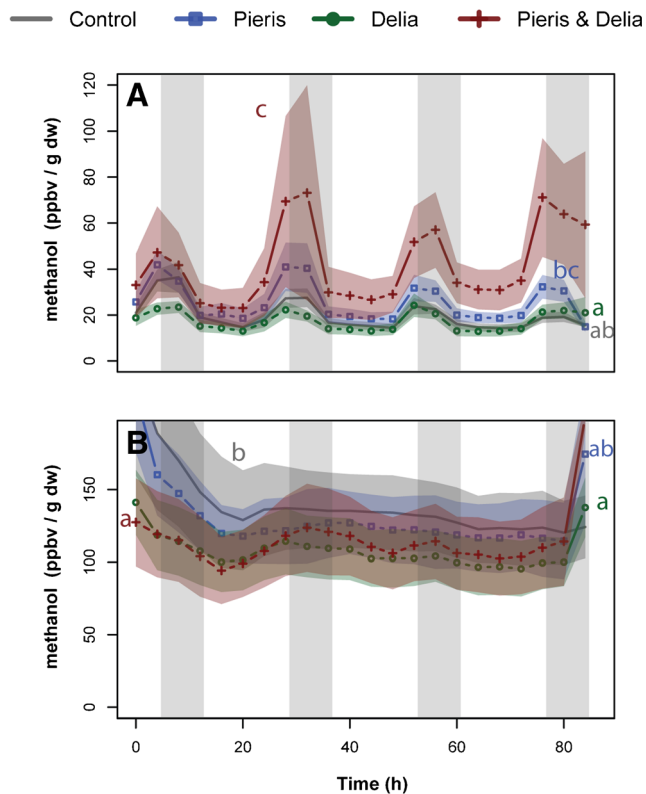 Control Pieris Delia Pieris & Delia
A
c
bc
a
ab
methanol (ppbv / g dw)
0 20 40 60 80 100 120
B
b
a
ab
a
methanol (ppbv / g dw)
0 50 100 150
0 20 40 60 80
Time (h)